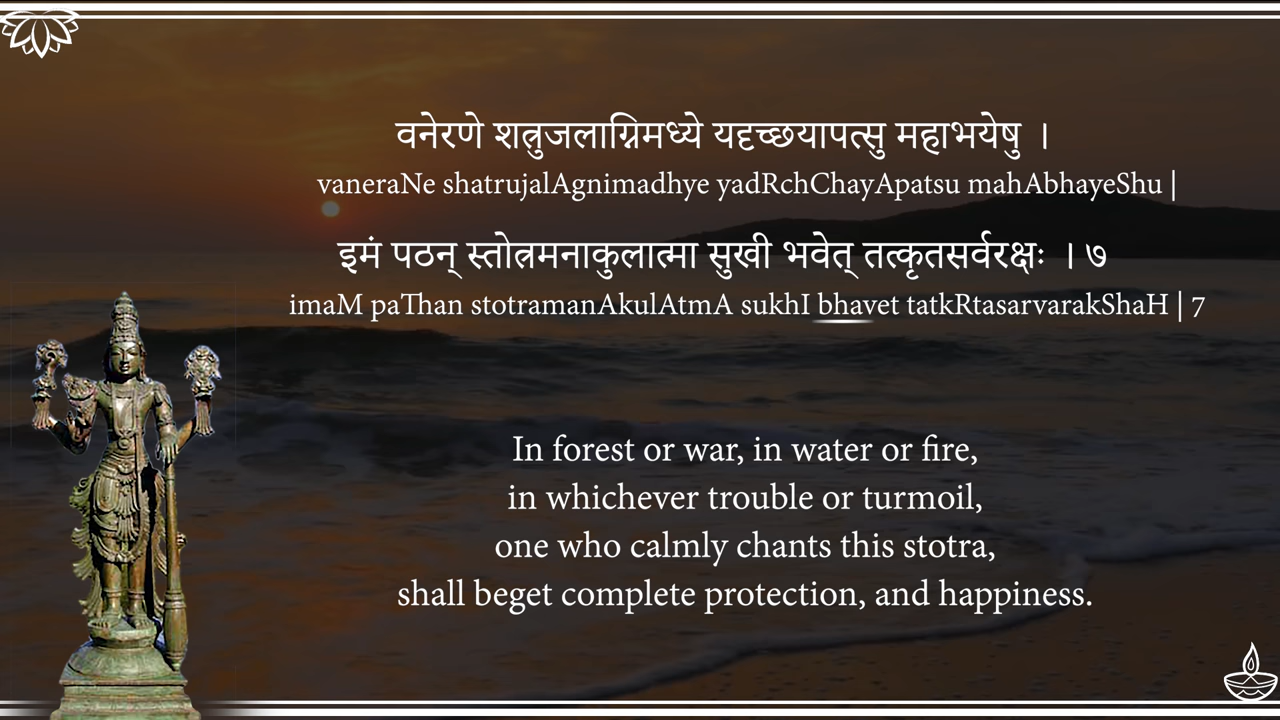 वनेरणे शत्रुजलाग्निमध्ये यदृच्छयापत्सु महाभयेषु ।
vaneraNe shatrujalAgnimadhye yadRchChayApatsu mahAbhayeShu |
इमं पठन् स्तोत्रमनाकुलात्मा सुखी भवेत् तत्कृतसर्वरक्षः । ७
imaM paThan stotramanAkulAtmA sukhI bhavet tatkRtasarvarakShaH | 7
In forest or war, in water or fire,
in whichever trouble or turmoil,
one who calmly chants this stotra,
shall beget complete protection, and happiness.